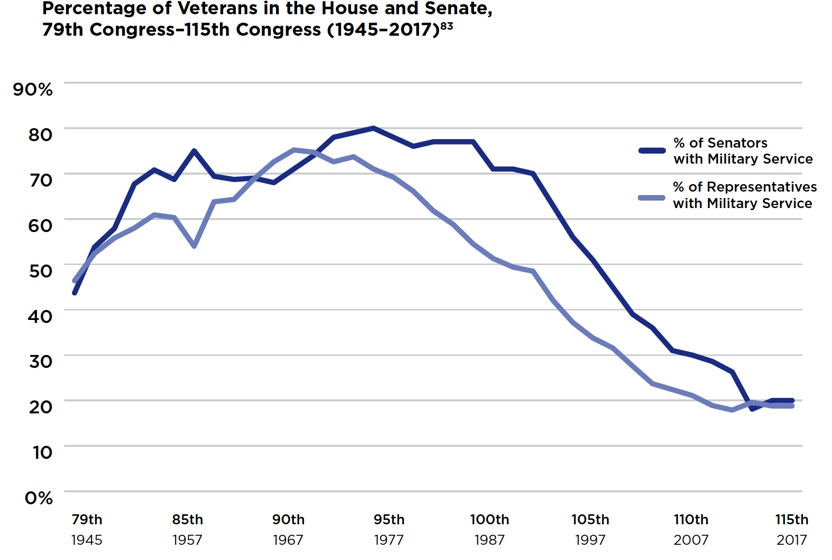 Percentage of Veterans in the House and Senate,
79th Congress–115th Congress (1945–2017)83
90%
80
70
60
50
40
30
20
10
0%
% of Senators
with Military Service
% of Representatives
with Military Service
79th 85th 90th 95th 100th 105th 110th 115th
1945 1957 1967 1977 1987 1997 2007 2017